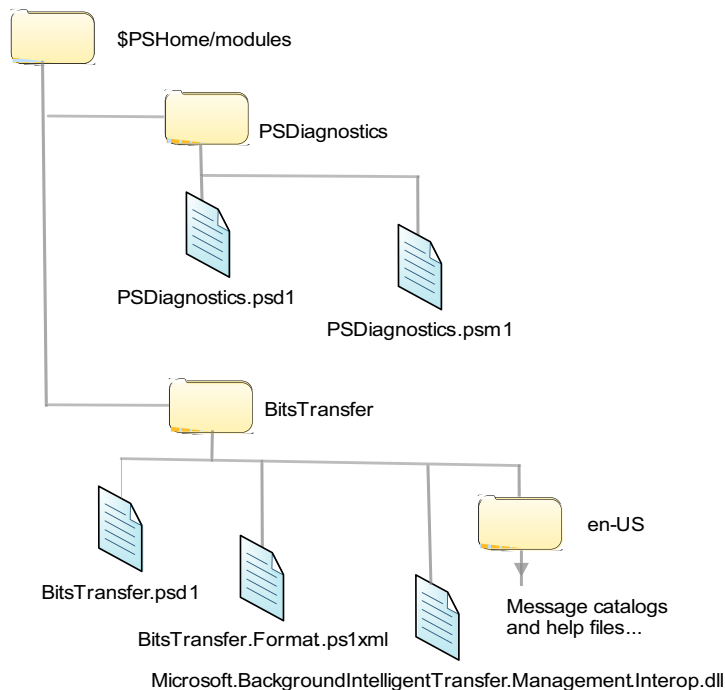 $PSHome/modules
PSDiagnostics
PSDiagnostics.psd1
PSDiagnostics.psm1
BitsTransfer
en-US
BitsTransfer.psd1
BitsTransfer.Format.ps1xml
Message catalogs
and help files...
Microsoft.BackgroundIntelligentTransfer.Management.Interop.dll